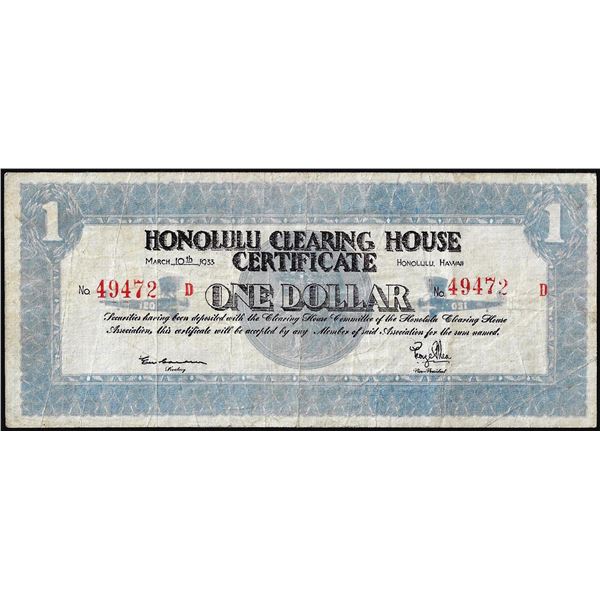 1 1
HONOLULU CLEARING HOUSE
CERTIFICATE
MARCH 10th 1933 HONOLULU, HAWAII
No. 49472 D No. 49472 D
ONE DOLLAR
Securities having been deposited with the Clearing House Committee of the Honolulu Clearing House
Association, this certificate will be accepted by any Member of said Association for the sum named.
Secretary Vice-President